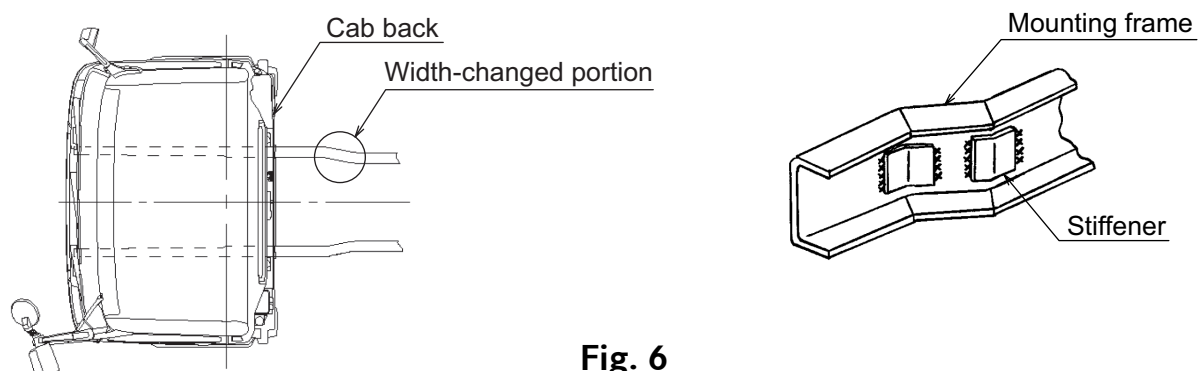 Cab back
Width-changed portion
Mounting frame
Stiffener
Fig. 6